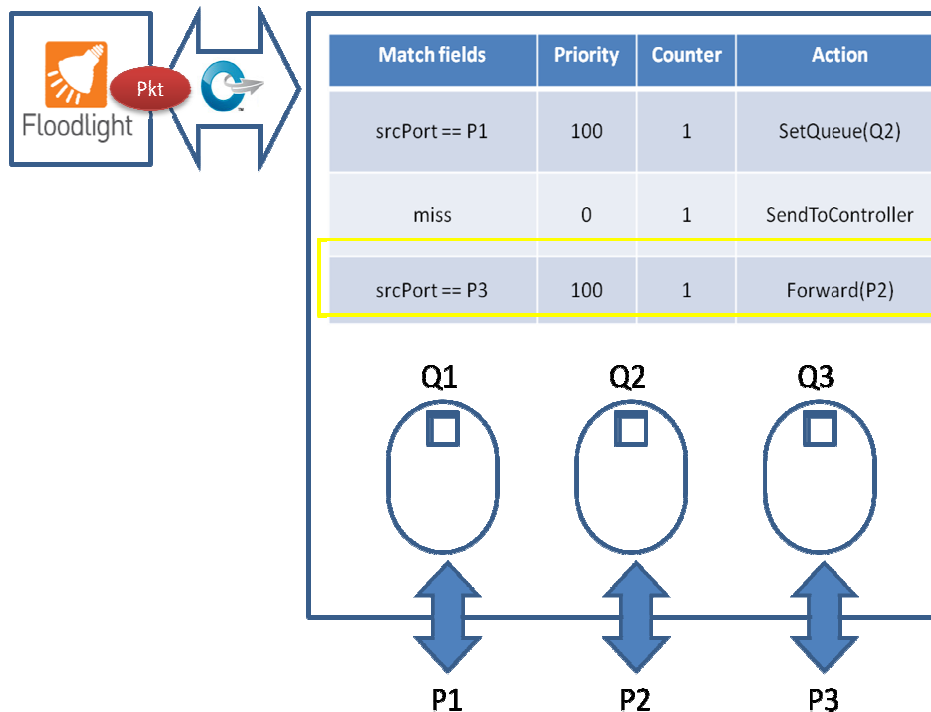 Floodlight
Pkt
TM
Match fields Priority Counter Action
srcPort == P1 100 1 SetQueue(Q2)
miss 0 1 SendToController
srcPort == P3 100 1 Forward(P2)
Q1 Q2 Q3
P1 P2 P3